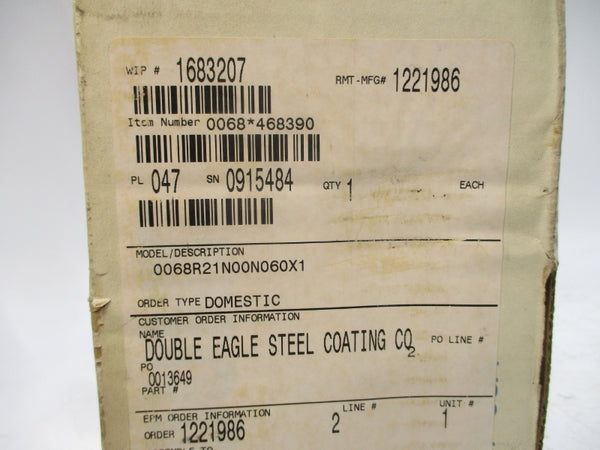 WIP # 1683207 RMT-MFG# 1221986
Item Number 0068*468390
PL 047 SN 0915484 QTY 1 EACH
MODEL/DESCRIPTION
0068R21N00N060X1
ORDER TYPE DOMESTIC
CUSTOMER ORDER INFORMATION
NAME
DOUBLE EAGLE STEEL COATING CO PO LINE #
2
PO
0013649
PART #
EPM ORDER INFORMATION LINE # UNIT #
ORDER 1221986 2 1